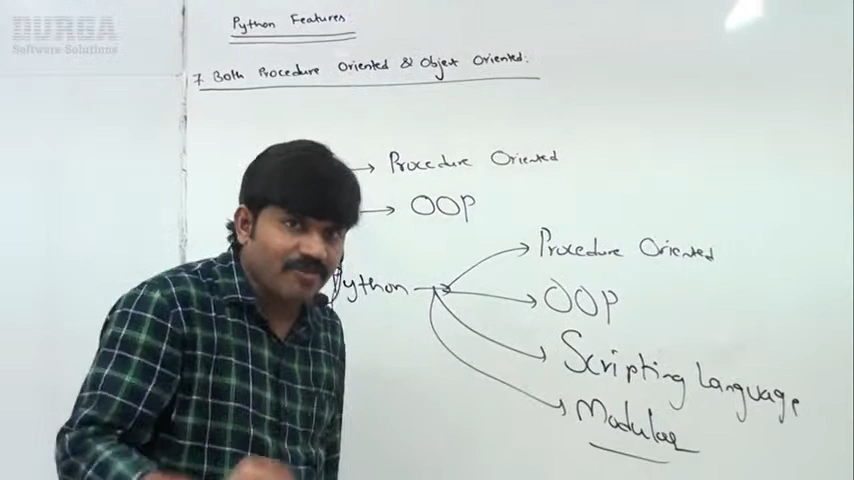 DURGA
Software Solutions
Python Features
7 Both Procedure Oriented & Object Oriented.
Procedure Oriented
OOP
Python
Procedure Oriented
OOP
Scripting Language
Modular